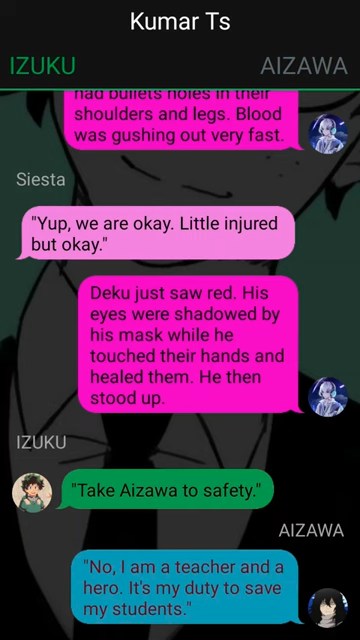 Kumar Ts
IZUKU
AIZAWA
had bullets holes in their
shoulders and legs. Blood
was gushing out very fast.
Siesta
"Yup, we are okay. Little injured
but okay."
Deku just saw red. His
eyes were shadowed by
his mask while he
touched their hands and
healed them. He then
stood up.
IZUKU
"Take Aizawa to safety."
AIZAWA
"No, I am a teacher and a
hero. It's my duty to save
my students."